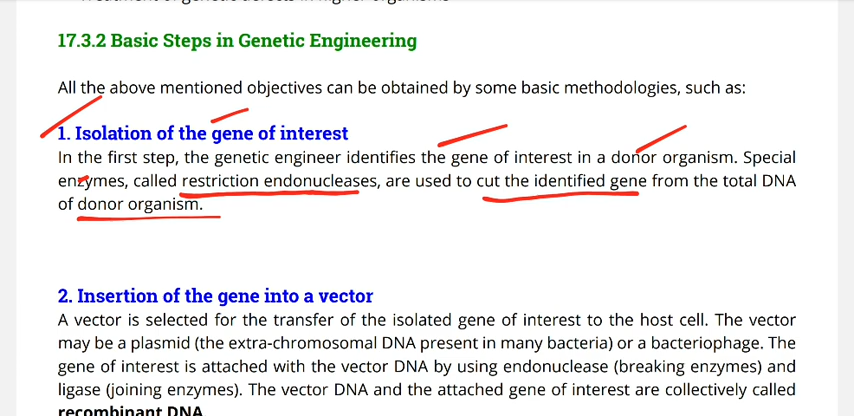 17.3.2 Basic Steps in Genetic Engineering
All the above mentioned objectives can be obtained by some basic methodologies, such as:
1. Isolation of the gene of interest
In the first step, the genetic engineer identifies the gene of interest in a donor organism. Special
enzymes, called restriction endonucleases, are used to cut the identified gene from the total DNA
of donor organism.
2. Insertion of the gene into a vector
A vector is selected for the transfer of the isolated gene of interest to the host cell. The vector
may be a plasmid (the extra-chromosomal DNA present in many bacteria) or a bacteriophage. The
gene of interest is attached with the vector DNA by using endonuclease (breaking enzymes) and
ligase (joining enzymes). The vector DNA and the attached gene of interest are collectively called
recombinant DNA